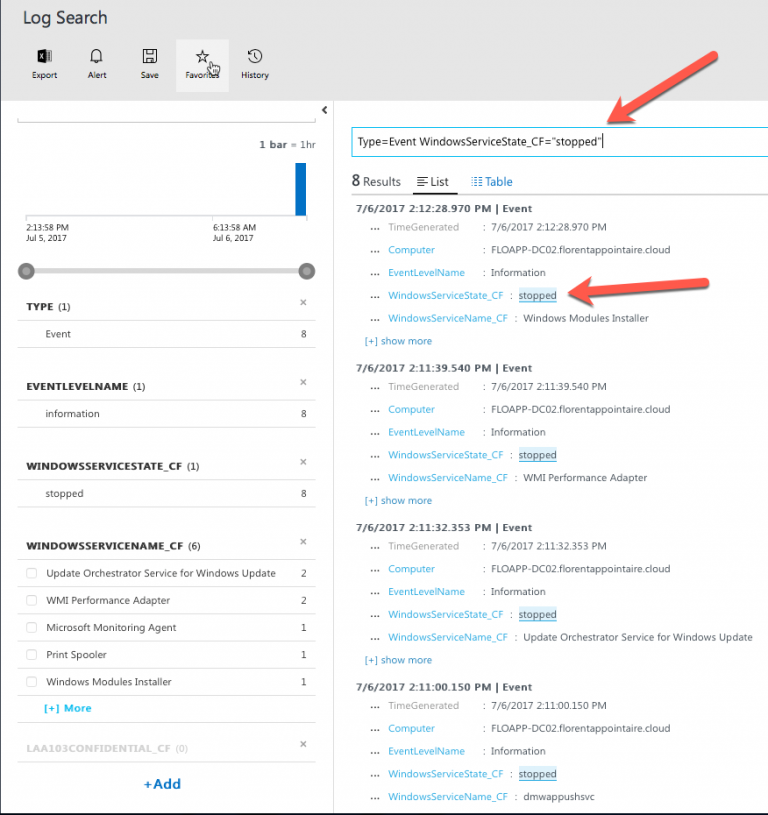 Log Search
Export Alert Save Favorites History
1 bar = 1hr
2:13:58 PM 6:13:58 AM
Jul 5, 2017 Jul 6, 2017
TYPE (1)
Event 8
EVENTLEVELNAME (1)
information 8
WINDOWSSERVICESTATE_CF (1)
stopped 8
WINDOWSSERVICENAME_CF (6)
Update Orchestrator Service for Windows Update 2
WMI Performance Adapter 2
Microsoft Monitoring Agent 1
Print Spooler 1
Windows Modules Installer 1
[+] More
LAA103CONFIDENTIAL_CF (0)
+Add
Type=Event WindowsServiceState_CF="stopped"
8 Results List Table
7/6/2017 2:12:28.970 PM | Event
... TimeGenerated : 7/6/2017 2:12:28.970 PM
... Computer : FLOAPP-DC02.florentappointaire.cloud
... EventLevelName : Information
... WindowsServiceState_CF : stopped
... WindowsServiceName_CF : Windows Modules Installer
[+] show more
7/6/2017 2:11:39.540 PM | Event
... TimeGenerated : 7/6/2017 2:11:39.540 PM
... Computer : FLOAPP-DC02.florentappointaire.cloud
... EventLevelName : Information
... WindowsServiceState_CF : stopped
... WindowsServiceName_CF : WMI Performance Adapter
[+] show more
7/6/2017 2:11:32.353 PM | Event
... TimeGenerated : 7/6/2017 2:11:32.353 PM
... Computer : FLOAPP-DC02.florentappointaire.cloud
... EventLevelName : Information
... WindowsServiceState_CF : stopped
... WindowsServiceName_CF : Update Orchestrator Service for Windows Update
[+] show more
7/6/2017 2:11:00.150 PM | Event
... TimeGenerated : 7/6/2017 2:11:00.150 PM
... Computer : FLOAPP-DC02.florentappointaire.cloud
... EventLevelName : Information
... WindowsServiceState_CF : stopped
... WindowsServiceName_CF : dmwappushsvc